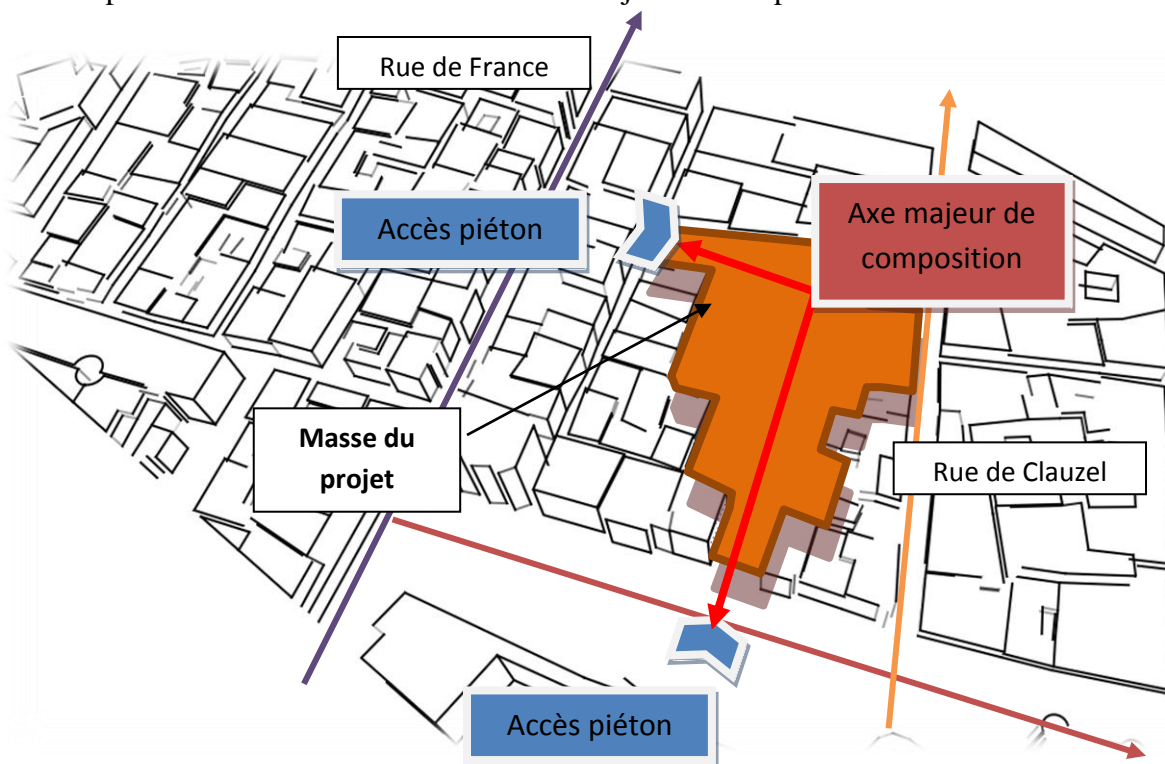 Rue de France
Accès piéton
Axe majeur de
composition
Masse du
projet
Rue de Clauzel
Accès piéton